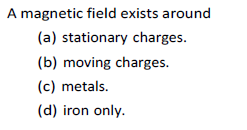 A magnetic field exists around
(a) stationary charges.
(b) moving charges.
(c) metals.
(d) iron only.